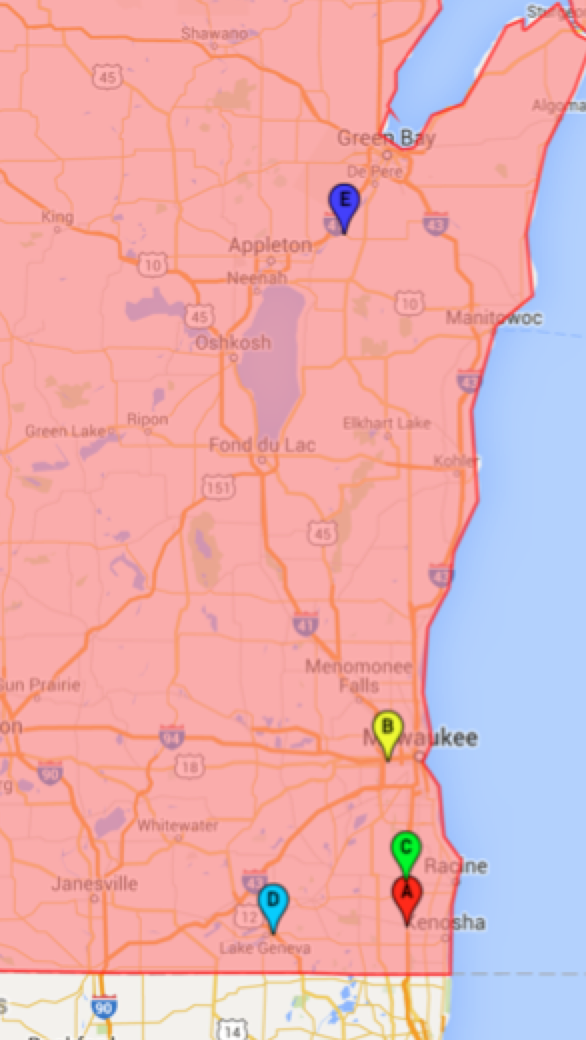 Shawano
45
Algoma
Green Bay
De Pere
E
King
43
Appleton
10
Neenah
10
45
Manitowoc
Oshkosh
43
Ripon
Elkhart Lake
Green Lake
Fond du Lac
Kohler
151
45
43
41
Menomonee
Falls
Sun Prairie
B
Milwaukee
94
18
90
Whitewater
C
Racine
Janesville
43
D
A
12
Kenosha
Lake Geneva
90
14